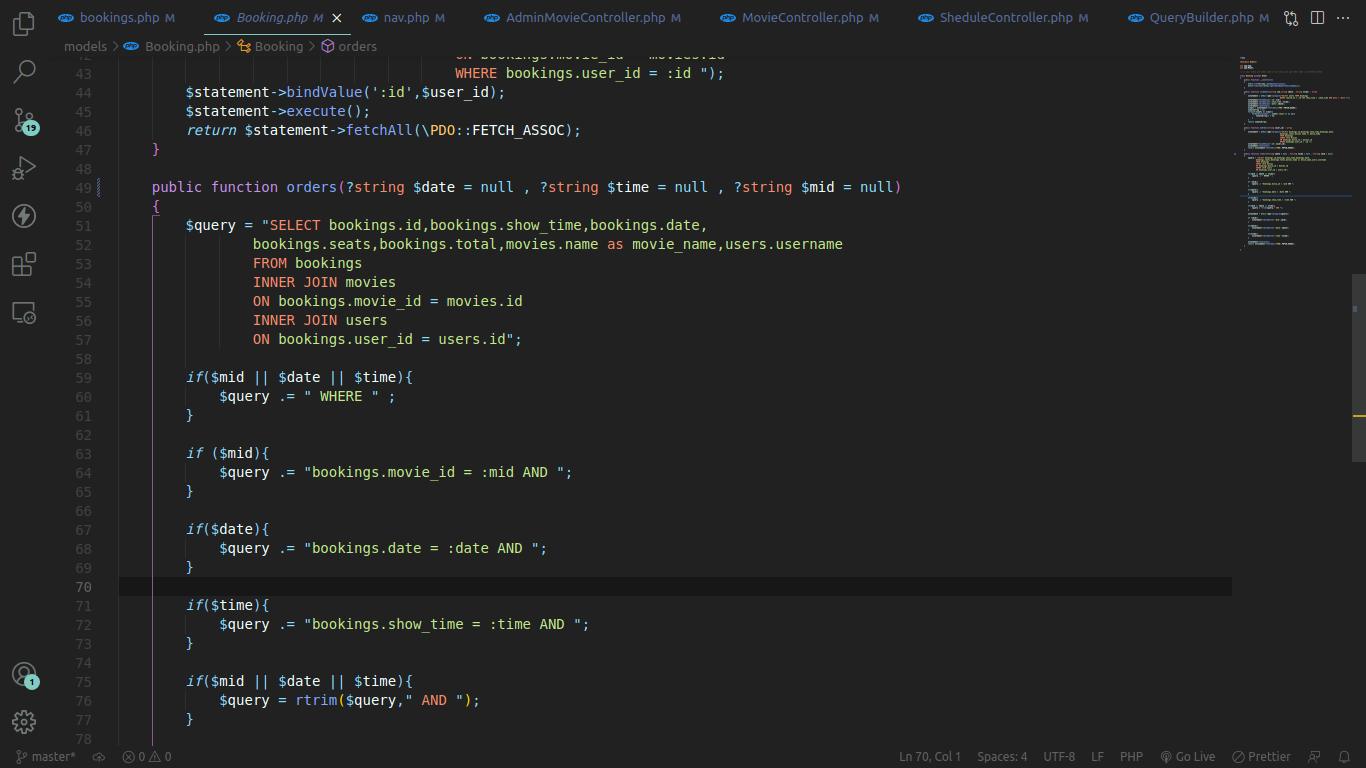 bookings.php M
Booking.php M
nav.php M
AdminMovieController.php M
MovieController.php M
SheduleController.php M
QueryBuilder.php M
models > Booking.php > Booking > orders
43 WHERE bookings.user_id = :id ");
44 $statement->bindValue(':id',$user_id);
45 $statement->execute();
46 return $statement->fetchAll(\PDO::FETCH_ASSOC);
47 }
48
49 public function orders(?string $date = null , ?string $time = null , ?string $mid = null)
50 {
51 $query = "SELECT bookings.id,bookings.show_time,bookings.date,
52 bookings.seats,bookings.total,movies.name as movie_name,users.username
53 FROM bookings
54 INNER JOIN movies
55 ON bookings.movie_id = movies.id
56 INNER JOIN users
57 ON bookings.user_id = users.id";
58
59 if($mid || $date || $time){
60 $query .= " WHERE " ;
61 }
62
63 if ($mid){
64 $query .= "bookings.movie_id = :mid AND ";
65 }
66
67 if($date){
68 $query .= "bookings.date = :date AND ";
69 }
70
71 if($time){
72 $query .= "bookings.show_time = :time AND ";
73 }
74
75 if($mid || $date || $time){
76 $query = rtrim($query," AND ");
77 }
78
19
1
master*
0
0
Ln 70, Col 1
Spaces: 4
UTF-8
LF
PHP
Go Live
Prettier